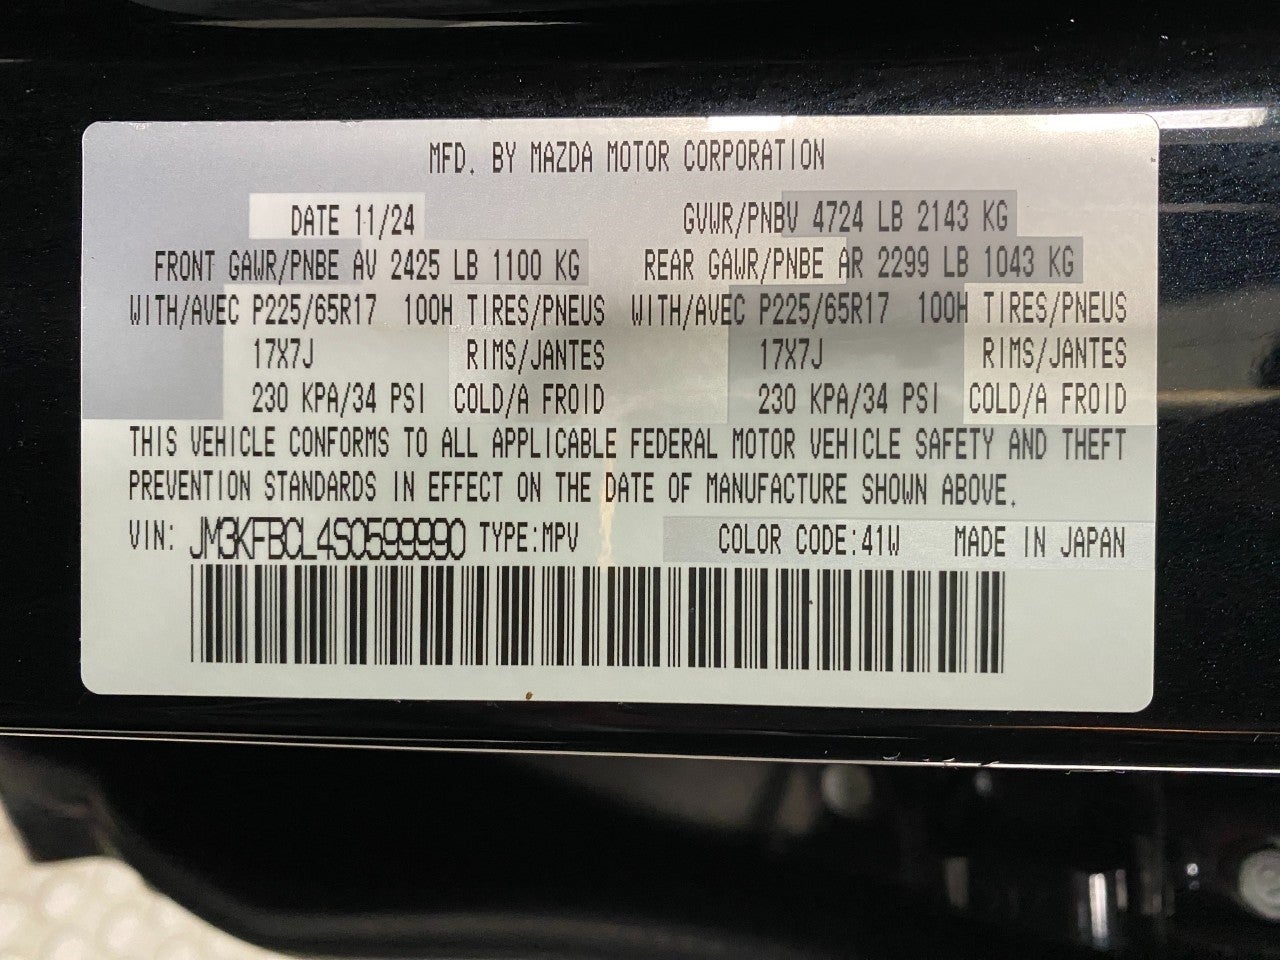 MFD. BY MAZDA MOTOR CORPORATION
DATE 11/24 GVWR/PNBV 4724 LB 2143 KG
FRONT GAWR/PNBE AV 2425 LB 1100 KG REAR GAWR/PNBE AR 2299 LB 1043 KG
WITH/AVEC P225/65R17 100H TIRES/PNEUS WITH/AVEC P225/65R17 100H TIRES/PNEUS
17X7J RIMS/JANTES 17X7J RIMS/JANTES
230 KPA/34 PSI COLD/A FROID 230 KPA/34 PSI COLD/A FROID
THIS VEHICLE CONFORMS TO ALL APPLICABLE FEDERAL MOTOR VEHICLE SAFETY AND THEFT
PREVENTION STANDARDS IN EFFECT ON THE DATE OF MANUFACTURE SHOWN ABOVE.
VIN: JM3KFBCL4S0599990 TYPE:MPV COLOR CODE:41W MADE IN JAPAN